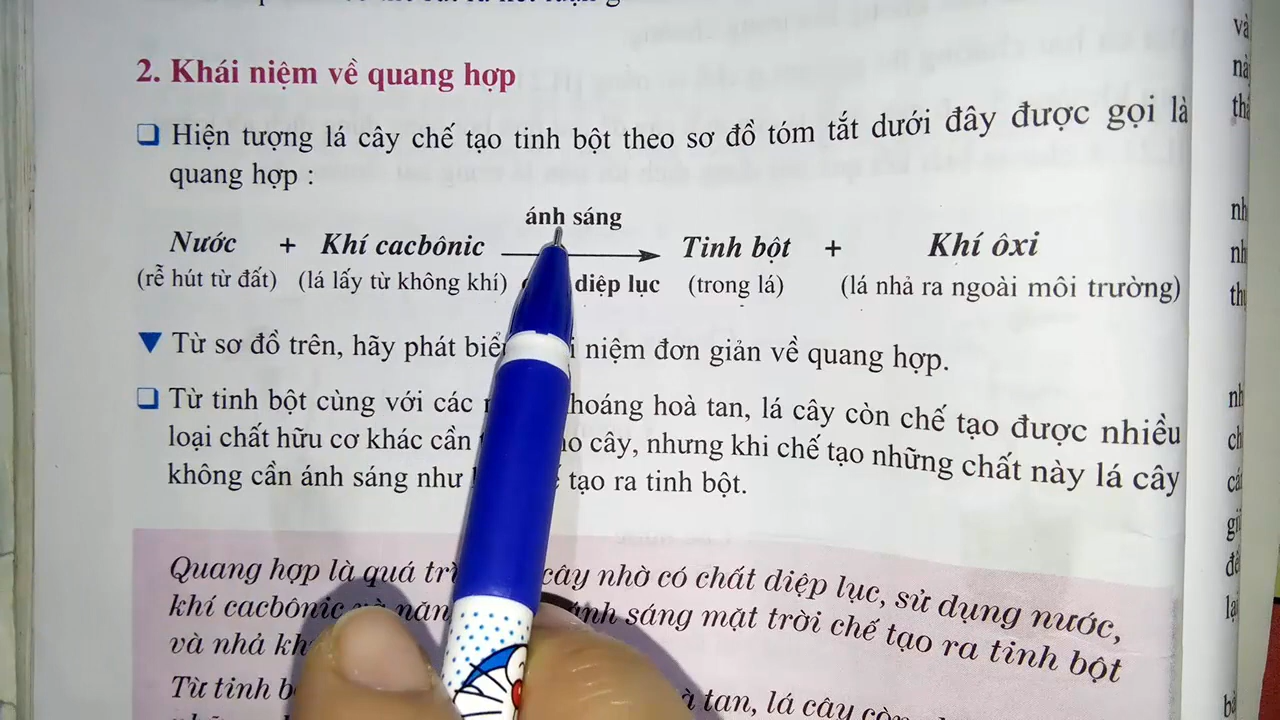 2. Khái niệm về quang hợp
❑ Hiện tượng lá cây chế tạo tinh bột theo sơ đồ tóm tắt dưới đây được gọi là
quang hợp :
ánh sáng
Nước + Khí cacbônic → Tinh bột + Khí ôxi
(rễ hút từ đất) (lá lấy từ không khí) diệp lục (trong lá) (lá nhả ra ngoài môi trường)
▼ Từ sơ đồ trên, hãy phát niệm đơn giản về quang hợp.
❑ Từ tinh bột cùng với các hoà tan, lá cây còn chế tạo được nhiều
loại chất hữu cơ khác cần cây, nhưng khi chế tạo những chất này lá cây
không cần ánh sáng như tạo ra tinh bột.
Quang hợp là quá cây nhờ có chất diệp lục, sử dụng nước,
khí cacbônic ánh sáng mặt trời chế tạo ra tinh bột
và nhả
Từ tinh tan, lá cây